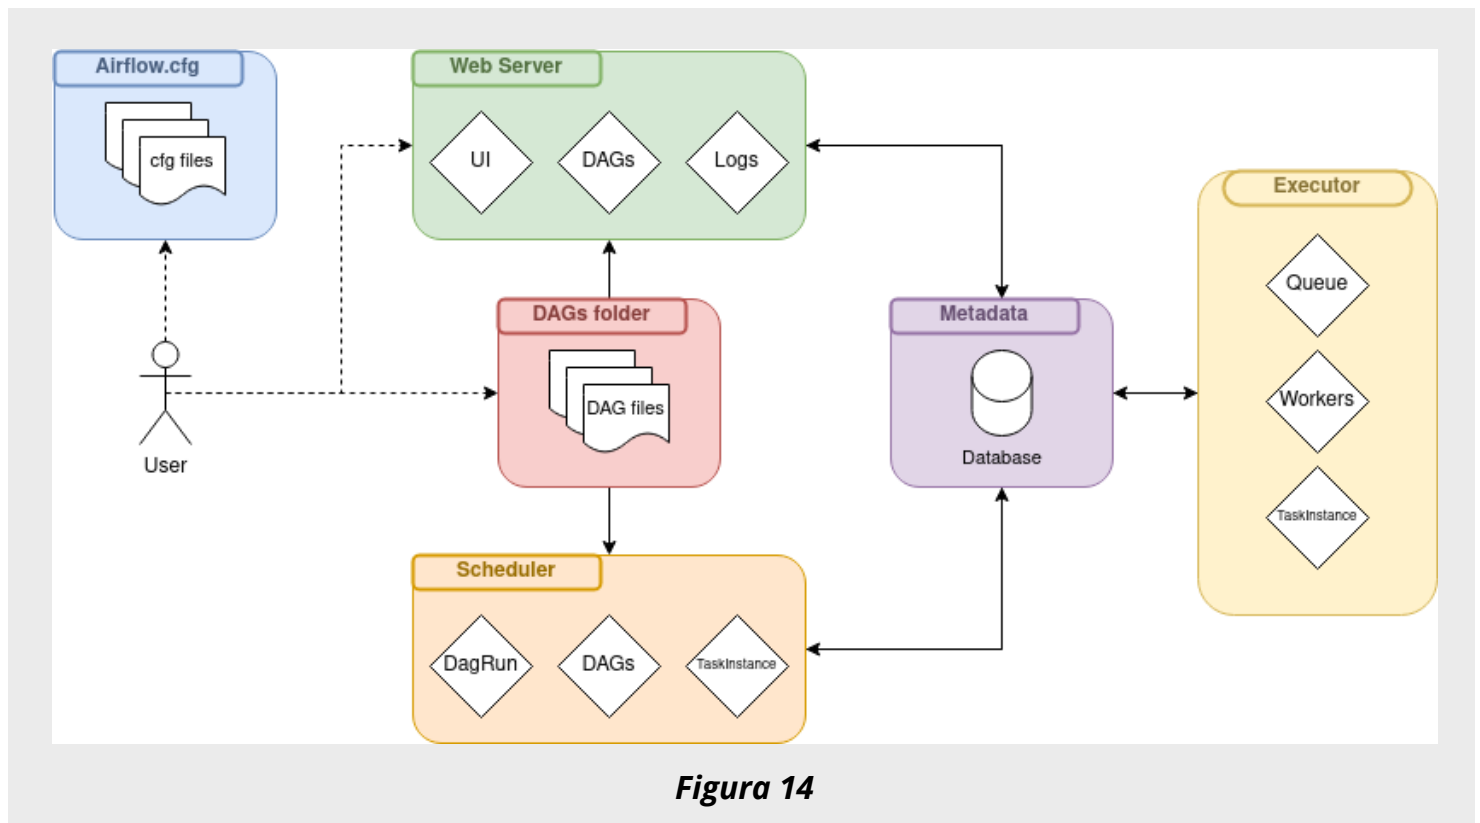 Airflow.cfg
cfg files
User
Web Server
UI
DAGs
Logs
DAGs folder
DAG files
Scheduler
DagRun
DAGs
TaskInstance
Metadata
Database
Executor
Queue
Workers
TaskInstance
Figura 14